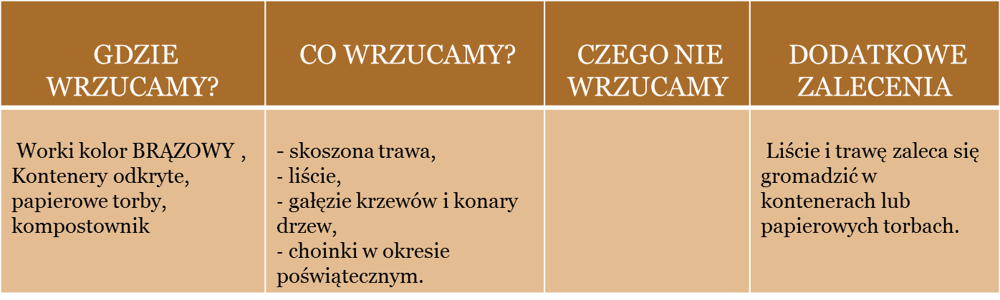 GDZIE
WRZUCAMY?
CO WRZUCAMY?
CZEGO NIE
WRZUCAMY
DODATKOWE
ZALECENIA
Worki kolor BRĄZOWY ,
Kontenery odkryte,
papierowe torby,
kompostownik
- skoszona trawa,
- liście,
- gałęzie krzewów i konary
drzew,
- choinki w okresie
poświątecznym.
Liście i trawę zaleca się
gromadzić w
kontenerach lub
papierowych torbach.